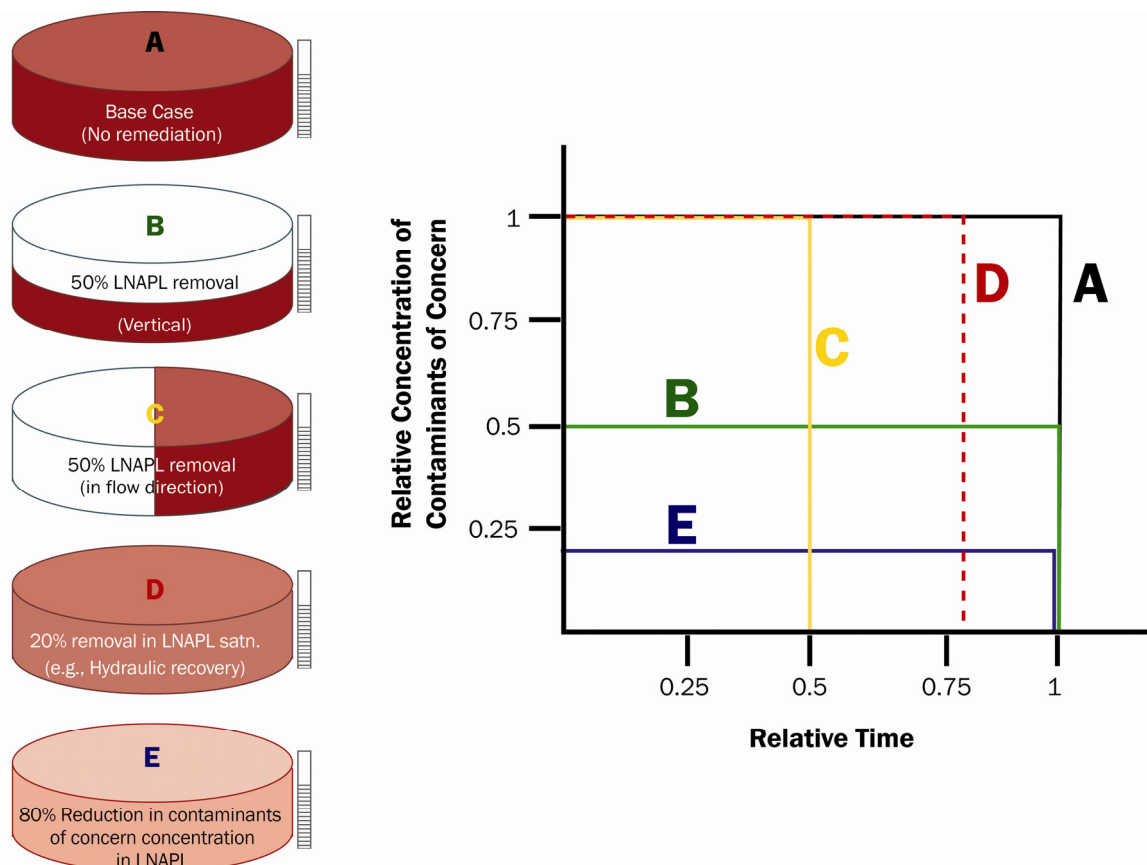 A
Base Case
(No remediation)
B
50% LNAPL removal
(Vertical)
C
50% LNAPL removal
(in flow direction)
D
20% removal in LNAPL satn.
(e.g., Hydraulic recovery)
E
80% Reduction in contaminants
of concern concentration
in LNAPL
Relative Concentration of
Contaminants of Concern
1
0.75
0.5
0.25
A
D
C
B
E
0.25
0.5
0.75
1
Relative Time